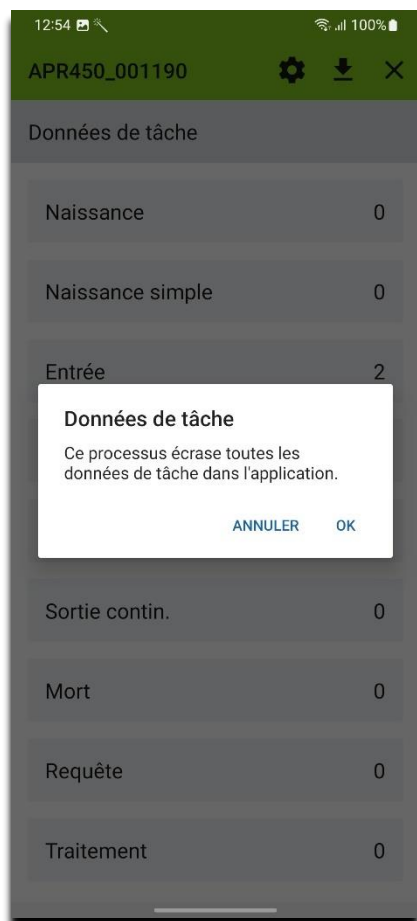 12:54 100%
APR450_001190
Données de tâche
Naissance 0
Naissance simple 0
Entrée 2
Données de tâche
Ce processus écrase toutes les
données de tâche dans l'application.
ANNULER OK
Sortie contin. 0
Mort 0
Requête 0
Traitement 0